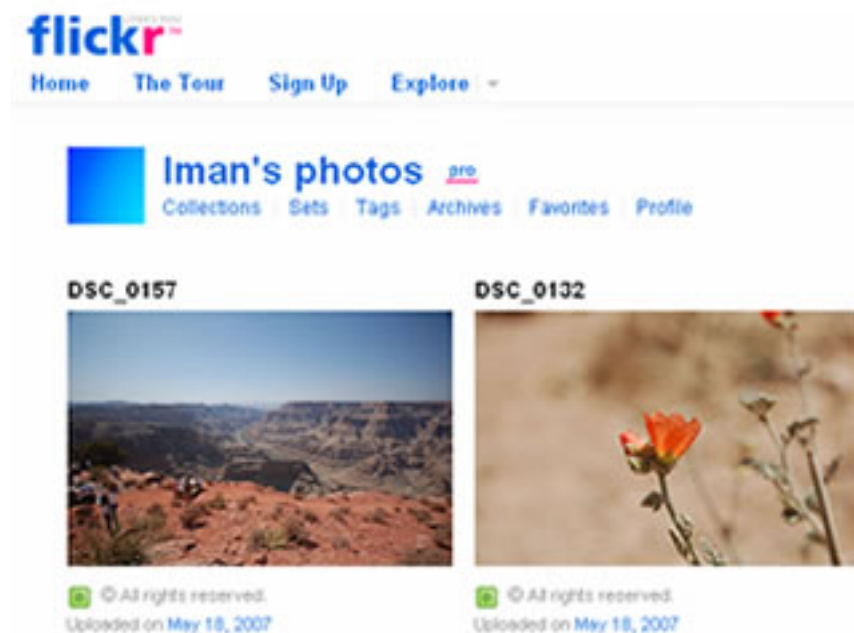 flickr
Home The Tour Sign Up Explore
Iman's photos pro
Collections Sets Tags Archives Favorites Profile
DSC_0157 DSC_0132
© All rights reserved. © All rights reserved.
Uploaded on May 18, 2007 Uploaded on May 18, 2007